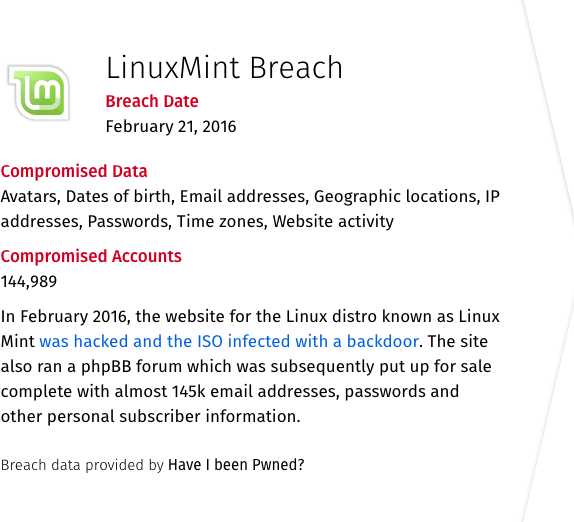 lm
LinuxMint Breach
Breach Date
February 21, 2016
Compromised Data
Avatars, Dates of birth, Email addresses, Geographic locations, IP
addresses, Passwords, Time zones, Website activity
Compromised Accounts
144,989
In February 2016, the website for the Linux distro known as Linux
Mint was hacked and the ISO infected with a backdoor. The site
also ran a phpBB forum which was subsequently put up for sale
complete with almost 145k email addresses, passwords and
other personal subscriber information.
Breach data provided by Have I been Pwned?